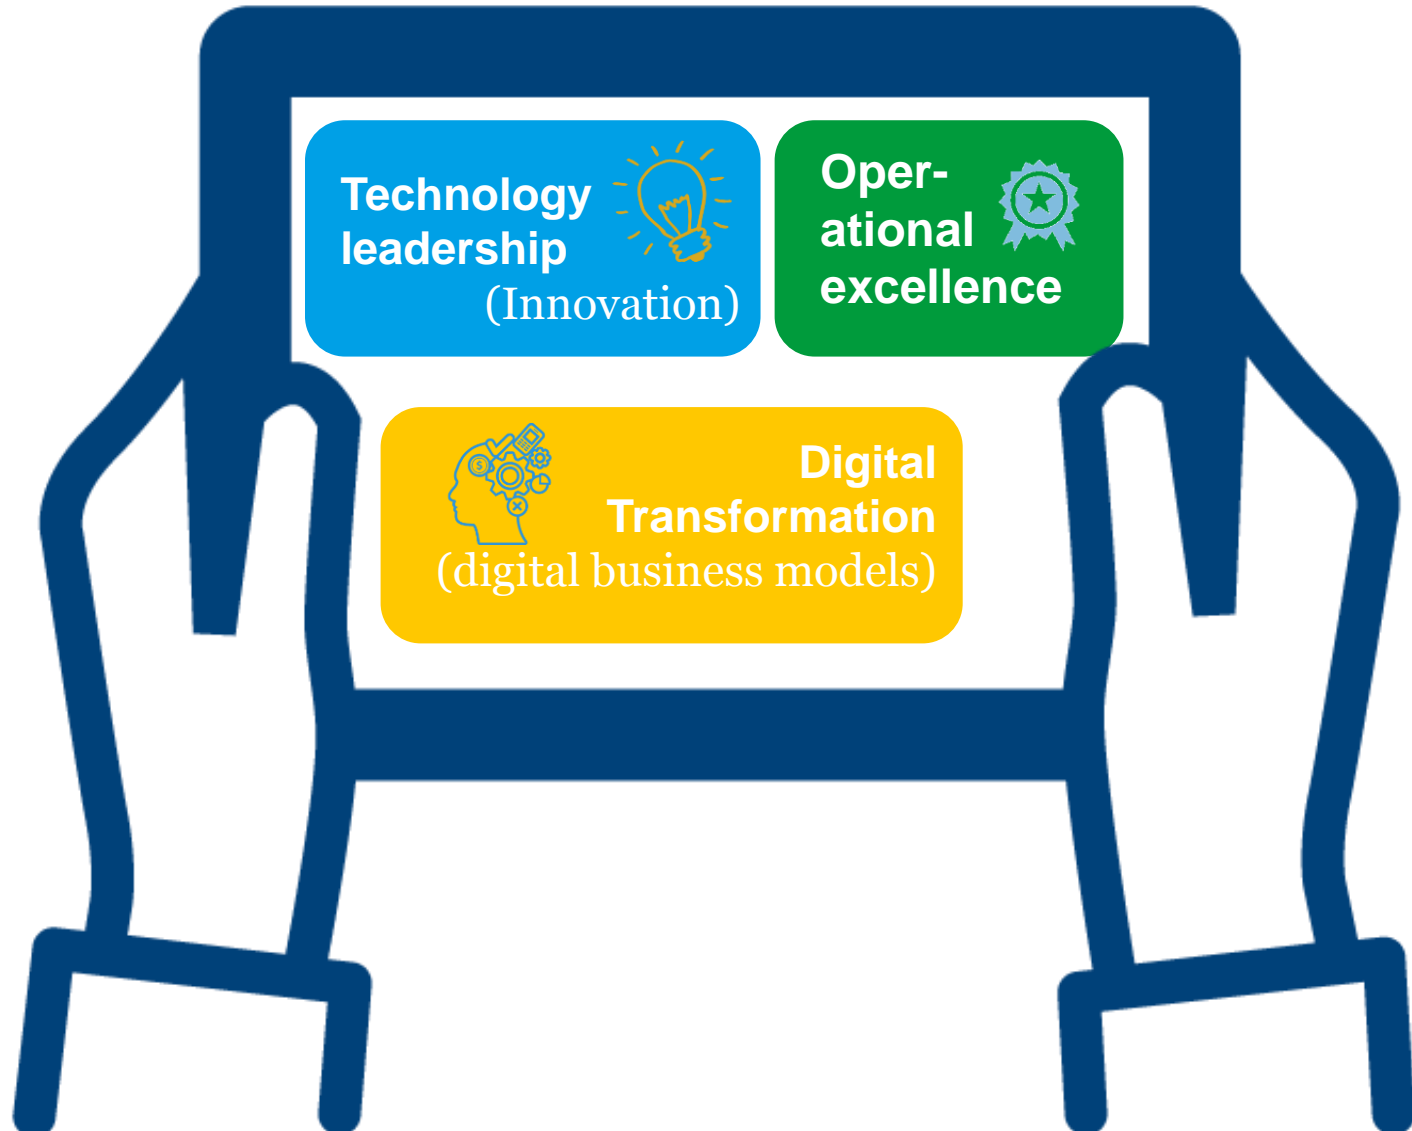 Technology
leadership
(Innovation)
Oper-
ational
excellence
Digital
Transformation
(digital business models)